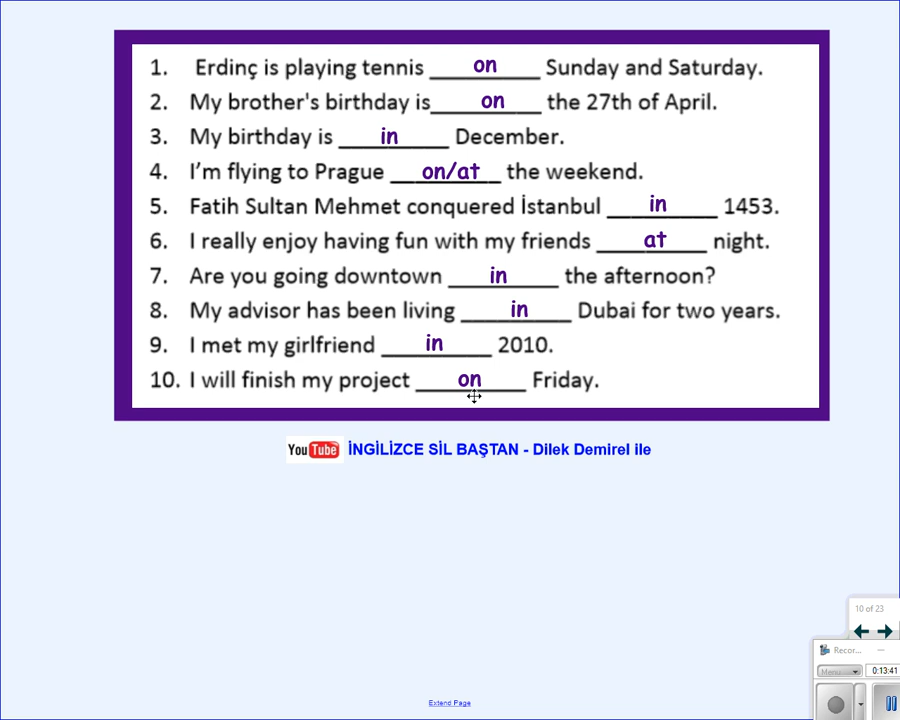 1. Erdinç is playing tennis on Sunday and Saturday.
2. My brother's birthday is on the 27th of April.
3. My birthday is in December.
4. I'm flying to Prague on/at the weekend.
5. Fatih Sultan Mehmet conquered İstanbul in 1453.
6. I really enjoy having fun with my friends at night.
7. Are you going downtown in the afternoon?
8. My advisor has been living in Dubai for two years.
9. I met my girlfriend in 2010.
10. I will finish my project on Friday.
YouTube İNGİLİZCE SİL BAŞTAN - Dilek Demirel ile
10 of 23
Recor...
Menu
0:13:41
Extend Page